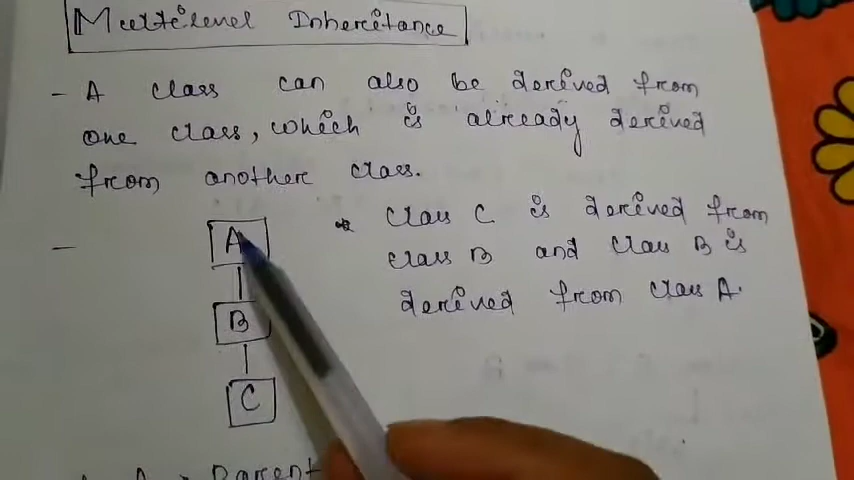 Multilevel Inheritance
- A class can also be derived from
one class, which is already derived
from another class.
A
B
C
→ Class C is derived from
class B and class B is
derived from class A.
A → Parent